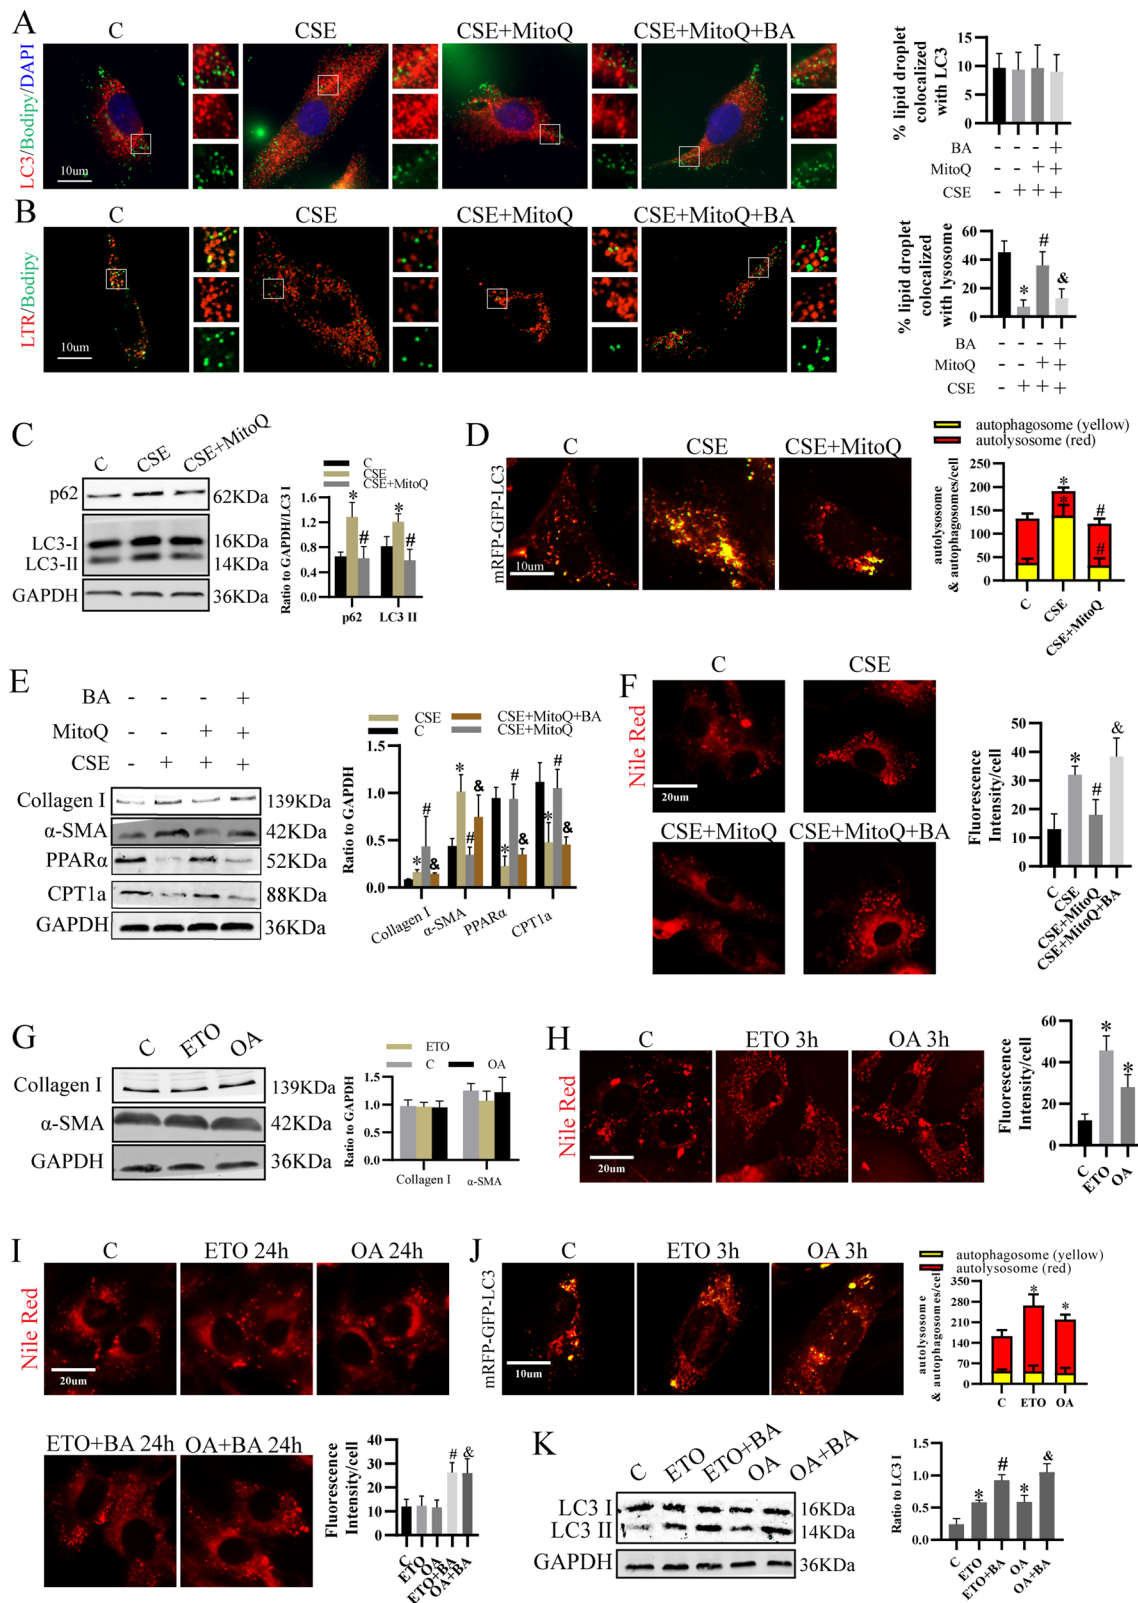 A
C
CSE
CSE+MitoQ
CSE+MitoQ+BA
LC3/Bodipy/DAPI
10um
% lipid droplet
colocalized
with LC3
15
10
5
0
BA - - - +
MitoQ - - + +
CSE - + + +
B
C
CSE
CSE+MitoQ
CSE+MitoQ+BA
LTR/Bodipy
10um
% lipid droplet
colocalized
with lysosome
60
40
20
0
* # &
BA - - - +
MitoQ - - + +
CSE - + + +
C
C CSE CSE+MitoQ
p62 62KDa
LC3-I 16KDa
LC3-II 14KDa
GAPDH 36KDa
C
CSE
CSE+MitoQ
Ratio to GAPDH/LC3 I
1.6
1.2
0.8
0.4
0.0
* # * #
p62 LC3 II
D
C
CSE
CSE+MitoQ
mRFP-GFP-LC3
10um
autophagosome (yellow)
autolysosome (red)
autolysosome
& autophagosomes/cell
250
200
150
100
50
0
* * # #
C CSE CSE+MitoQ
E
BA - - - +
MitoQ - - + +
CSE - + + +
Collagen I 139KDa
α-SMA 42KDa
PPARα 52KDa
CPT1a 88KDa
GAPDH 36KDa
CSE CSE+MitoQ+BA
C CSE+MitoQ
Ratio to GAPDH
1.5
1.0
0.5
0.0
* # & * # & * # & * # &
Collagen I α-SMA PPARα CPT1a
F
C
CSE
Nile Red
20um
CSE+MitoQ
CSE+MitoQ+BA
Fluorescence
Intensity/cell
50
40
30
20
10
0
* # &
C CSE CSE+MitoQ CSE+MitoQ+BA
G
C ETO OA
Collagen I 139KDa
α-SMA 42KDa
GAPDH 36KDa
ETO
C OA
Ratio to GAPDH
1.5
1.0
0.5
0.0
Collagen I α-SMA
H
C
ETO 3h
OA 3h
Nile Red
20um
Fluorescence
Intensity/cell
60
40
20
0
* *
C ETO OA
I
C
ETO 24h
OA 24h
Nile Red
20um
ETO+BA 24h
OA+BA 24h
Fluorescence
Intensity/cell
40
30
20
10
0
# &
C ETO OA ETO+BA OA+BA
J
C
ETO 3h
OA 3h
mRFP-GFP-LC3
10um
autophagosome (yellow)
autolysosome (red)
autolysosome
& autophagosomes/cell
350
280
210
140
70
0
* *
C ETO OA
K
C ETO ETO+BA OA OA+BA
LC3 I 16KDa
LC3 II 14KDa
GAPDH 36KDa
Ratio to LC3 I
1.5
1.0
0.5
0.0
* # * &
C ETO ETO+BA OA OA+BA